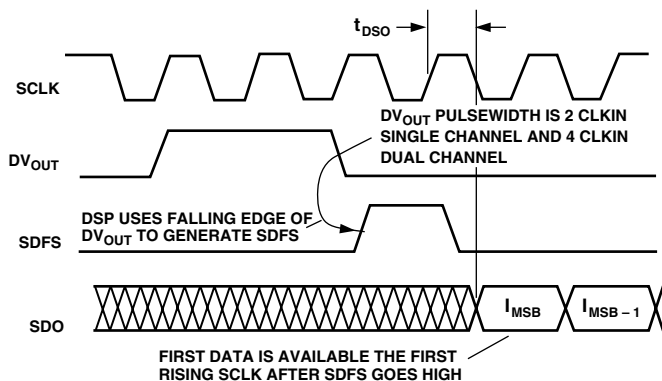 tDSO
SCLK
DVOUT PULSEWIDTH IS 2 CLKIN
SINGLE CHANNEL AND 4 CLKIN
DUAL CHANNEL
DVOUT
DSP USES FALLING EDGE OF
DVOUT TO GENERATE SDFS
SDFS
SDO
IMSB
IMSB – 1
FIRST DATA IS AVAILABLE THE FIRST
RISING SCLK AFTER SDFS GOES HIGH